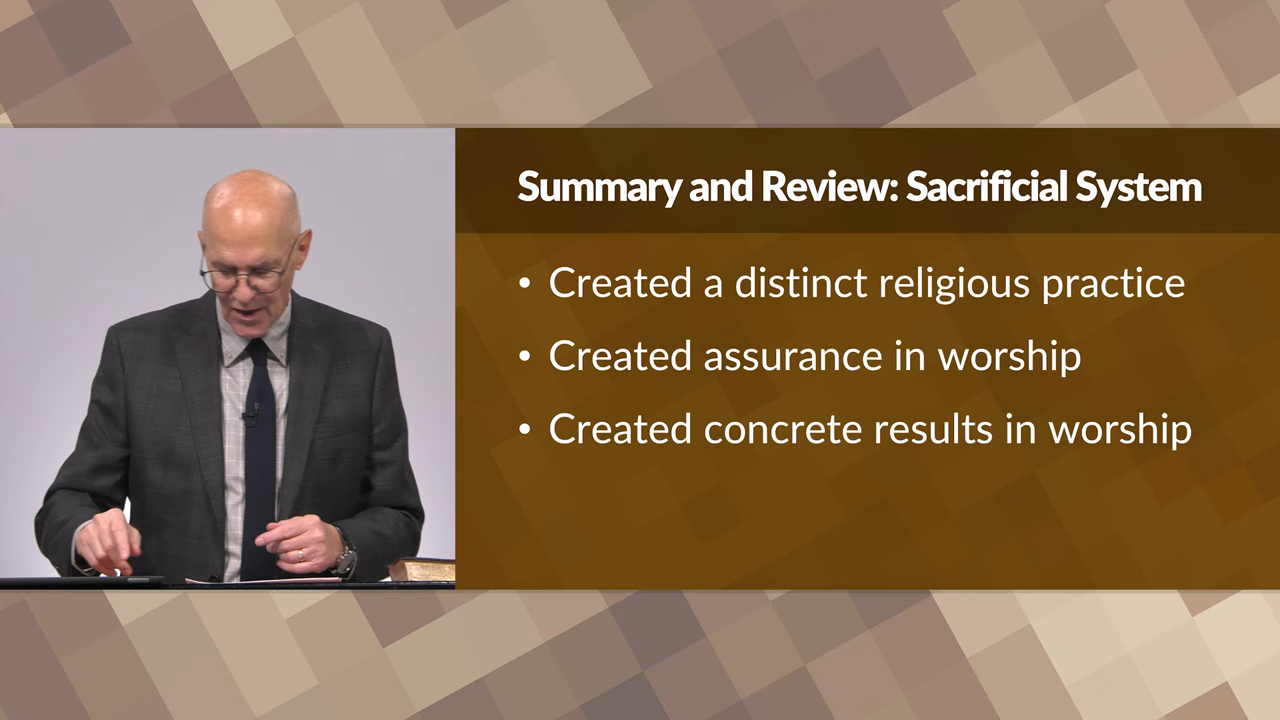 Summary and Review: Sacrificial System
• Created a distinct religious practice
• Created assurance in worship
• Created concrete results in worship